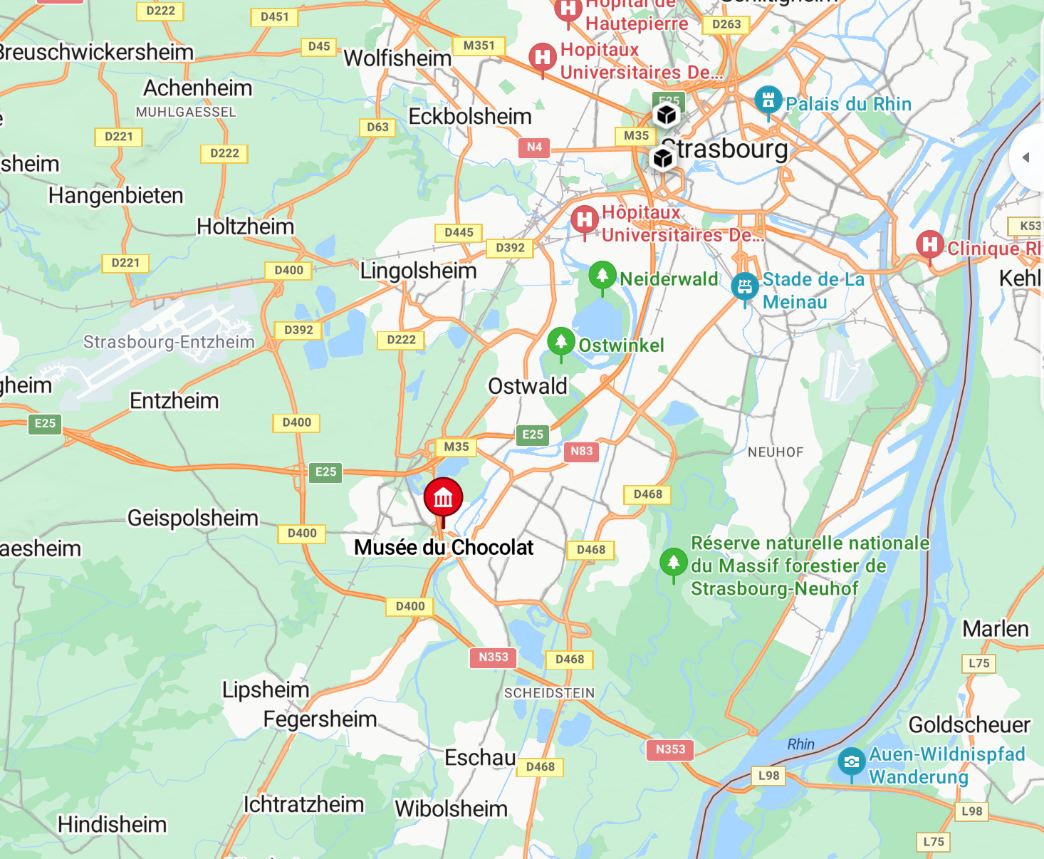 D222
D451
Hôpital de
Hautepierre
D263
Breuschwickersheim
D45
Wolfisheim
M351
Hopitaux
Universitaires De...
Achenheim
MUHLGAESSEL
Eckbolsheim
E25
Palais du Rhin
D221
D63
M35
D222
N4
Strasbourg
sheim
Hangenbieten
Holtzheim
Hôpitaux
Universitaires De...
D445
D392
K53
Clinique Rh
D221
D400
Lingolsheim
Neiderwald
Stade de La
Meinau
Kehl
D392
D222
Strasbourg-Entzheim
Ostwinkel
gheim
Ostwald
Entzheim
E25
D400
E25
M35
N83
NEUHOF
E25
D468
Geispolsheim
D400
Musée du Chocolat
D468
aesheim
Réserve naturelle nationale
du Massif forestier de
Strasbourg-Neuhof
D400
Marlen
N353
D468
L75
Lipsheim
SCHEIDSTEIN
Fegersheim
Goldscheuer
Rhin
N353
Eschau
D468
Auen-Wildnispfad
Wanderung
L98
Ichtratzheim
Wibolsheim
L98
Hindisheim
L75